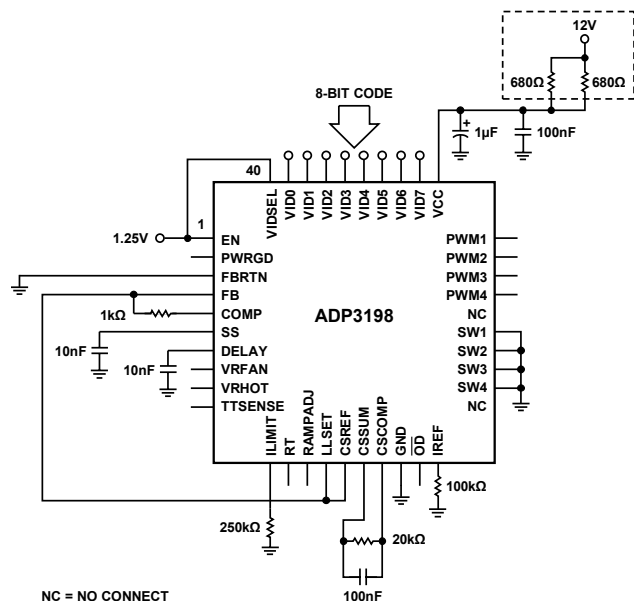 12V
680Ω 680Ω
8-BIT CODE
+
1µF 100nF
40
VIDSEL VID0 VID1 VID2 VID3 VID4 VID5 VID6 VID7 VCC
1
1.25V
EN
PWRGD
FBRTN
FB
COMP
SS
DELAY
VRFAN
VRHOT
TTSENSE
1kΩ
10nF
10nF
ADP3198
PWM1
PWM2
PWM3
PWM4
NC
SW1
SW2
SW3
SW4
NC
ILIMIT RT RAMPADJ LLSET CSREF CSSUM CSCOMP GND OD IREF
100kΩ
250kΩ
20kΩ
100nF
NC = NO CONNECT